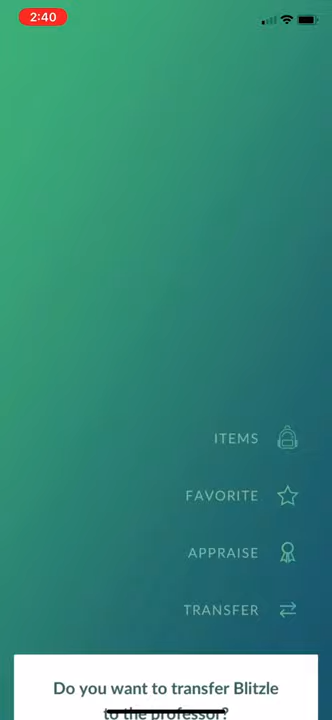 2:40
ITEMS
FAVORITE
APPRAISE
TRANSFER
Do you want to transfer Blitzle
to the professor?